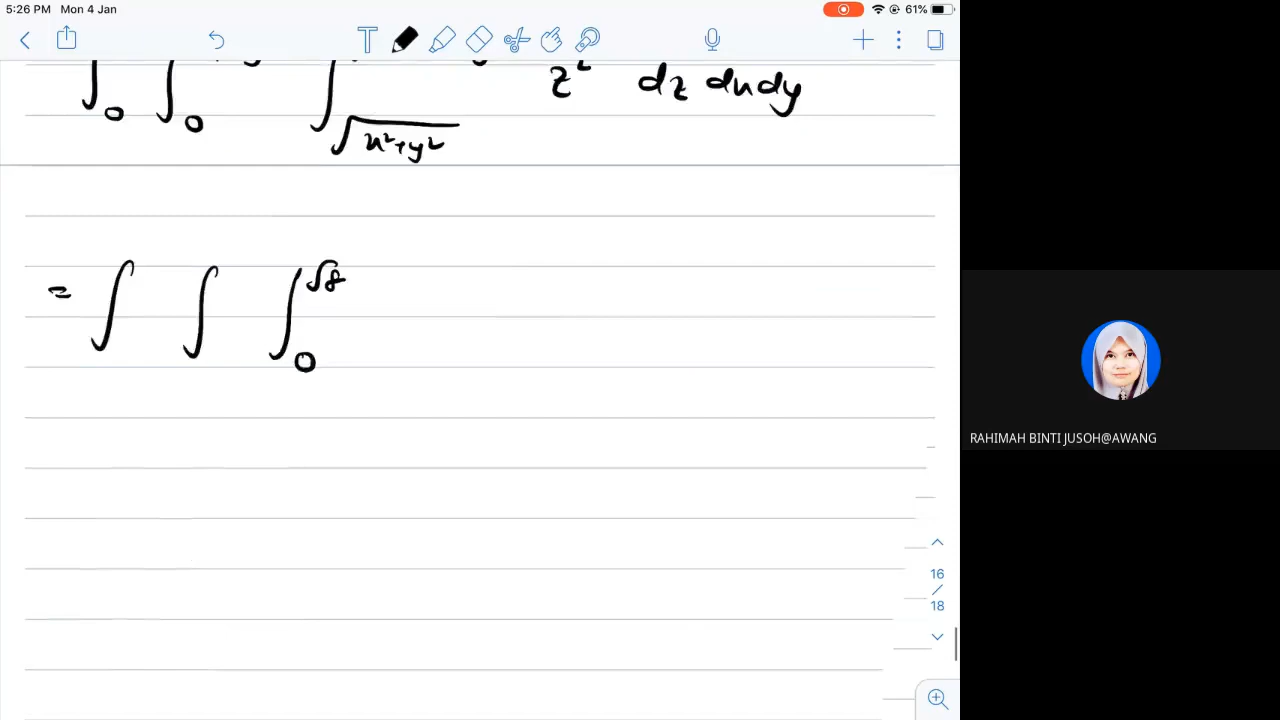 5:26 PM Mon 4 Jan 61%
T
∫₀ ∫₀ ∫_√(x²+y²) z² dz dx dy
= ∫ ∫ ∫₀^√8
RAHIMAH BINTI JUSOH@AWANG
16
/
18